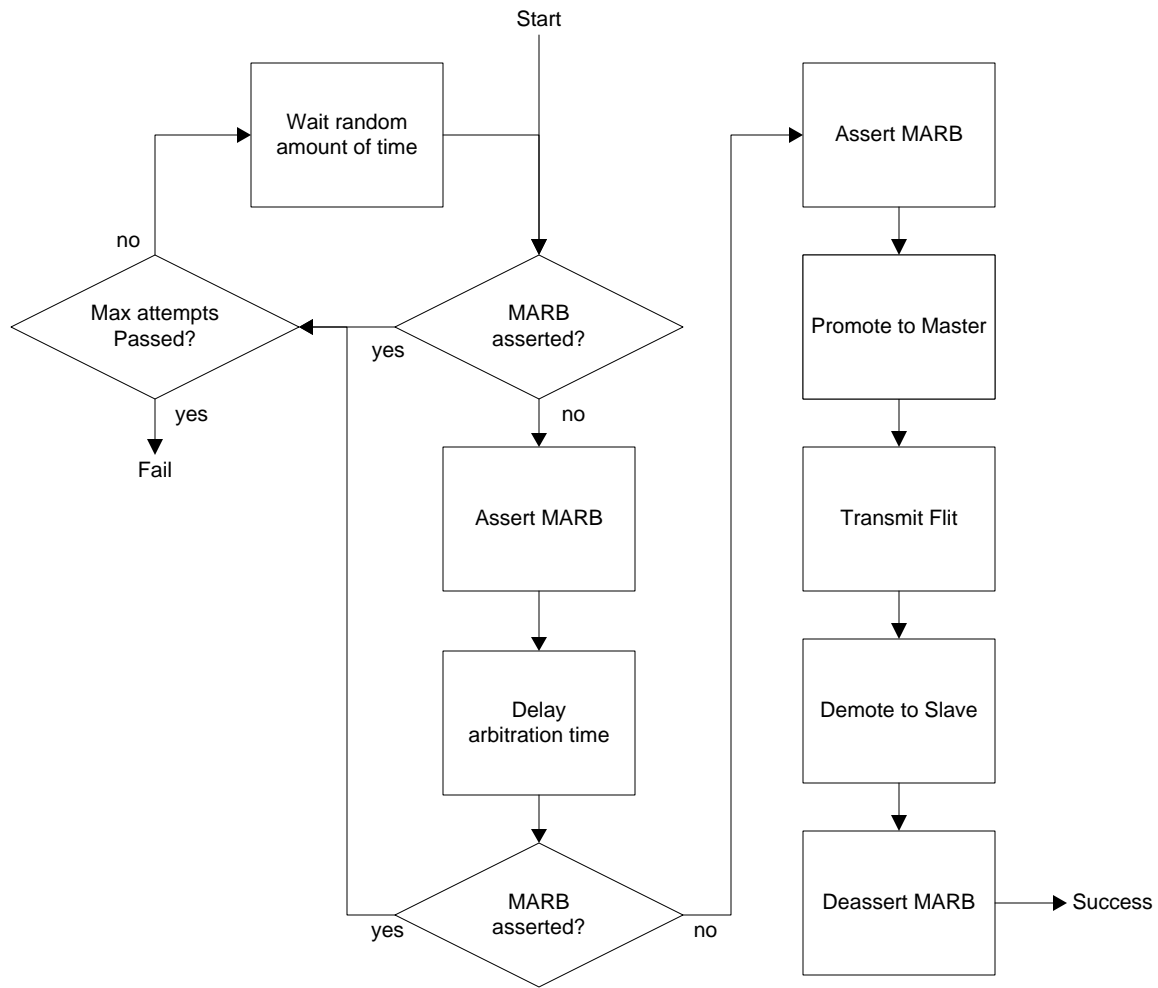 Start
Wait random
amount of time
Assert MARB
no
Max attempts
Passed?
MARB
asserted?
Promote to Master
yes
yes
no
Fail
Assert MARB
Transmit Flit
Delay
arbitration time
Demote to Slave
MARB
asserted?
yes
no
Deassert MARB
Success